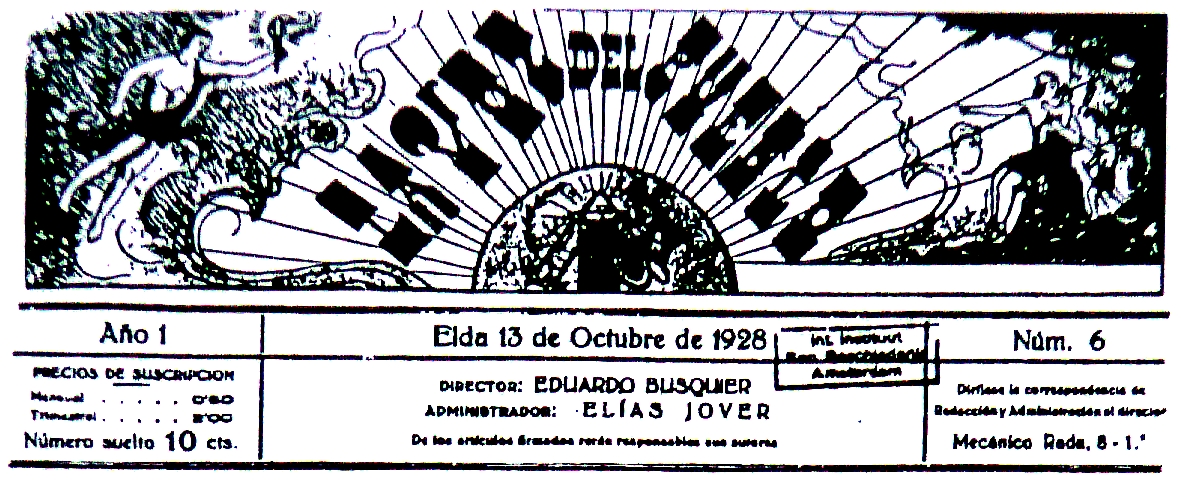 DEL
Año 1
Elda 13 de Octubre de 1928
Núm. 6
Int. Instituut
Soc. Geschiedenis
Amsterdam
PRECIOS DE SUSCRIPCION
Mensual . . . . .
Trimestral . . . . 2'00
Número suelto 10 cts.
DIRECTOR: EDUARDO BUSQUIER
ADMINISTRADOR: ELÍAS JOVER
De los artículos firmados serán responsables sus autores
Diríjase la correspondencia de
Redacción y Administración al director
Mecánico Rada, 8 - 1.º